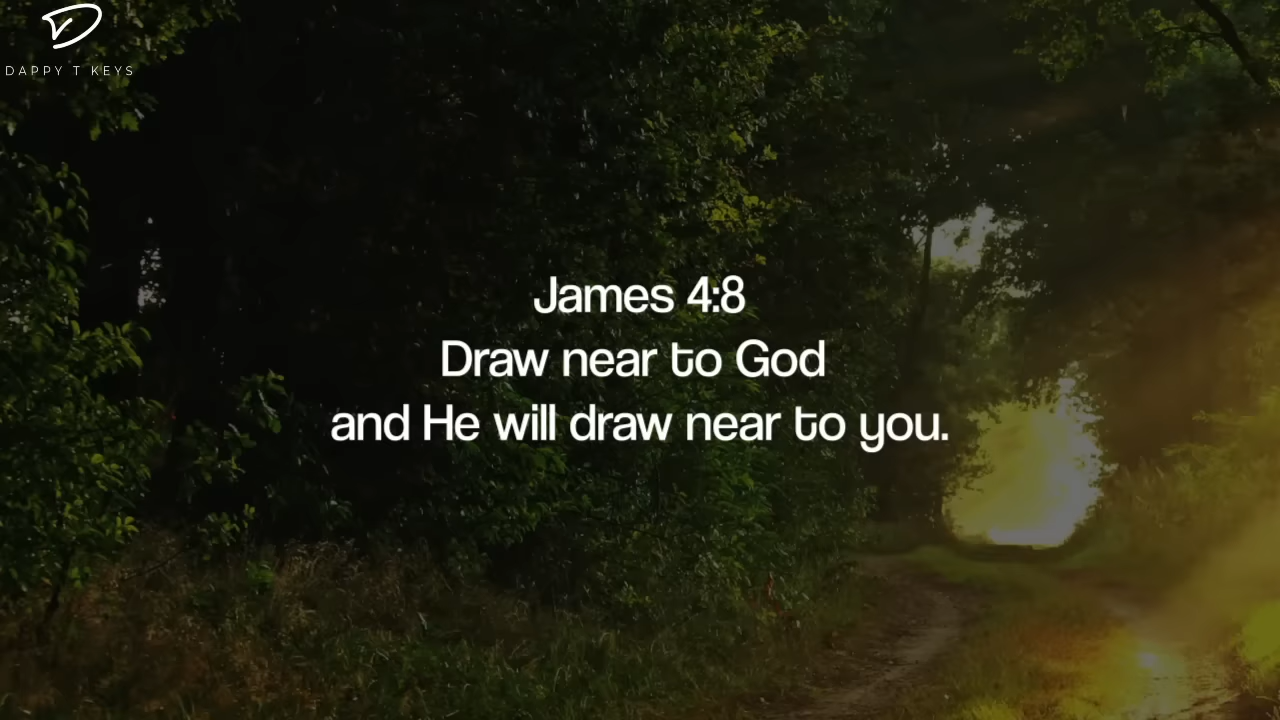 DAPPY T KEYS
James 4:8
Draw near to God
and He will draw near to you.